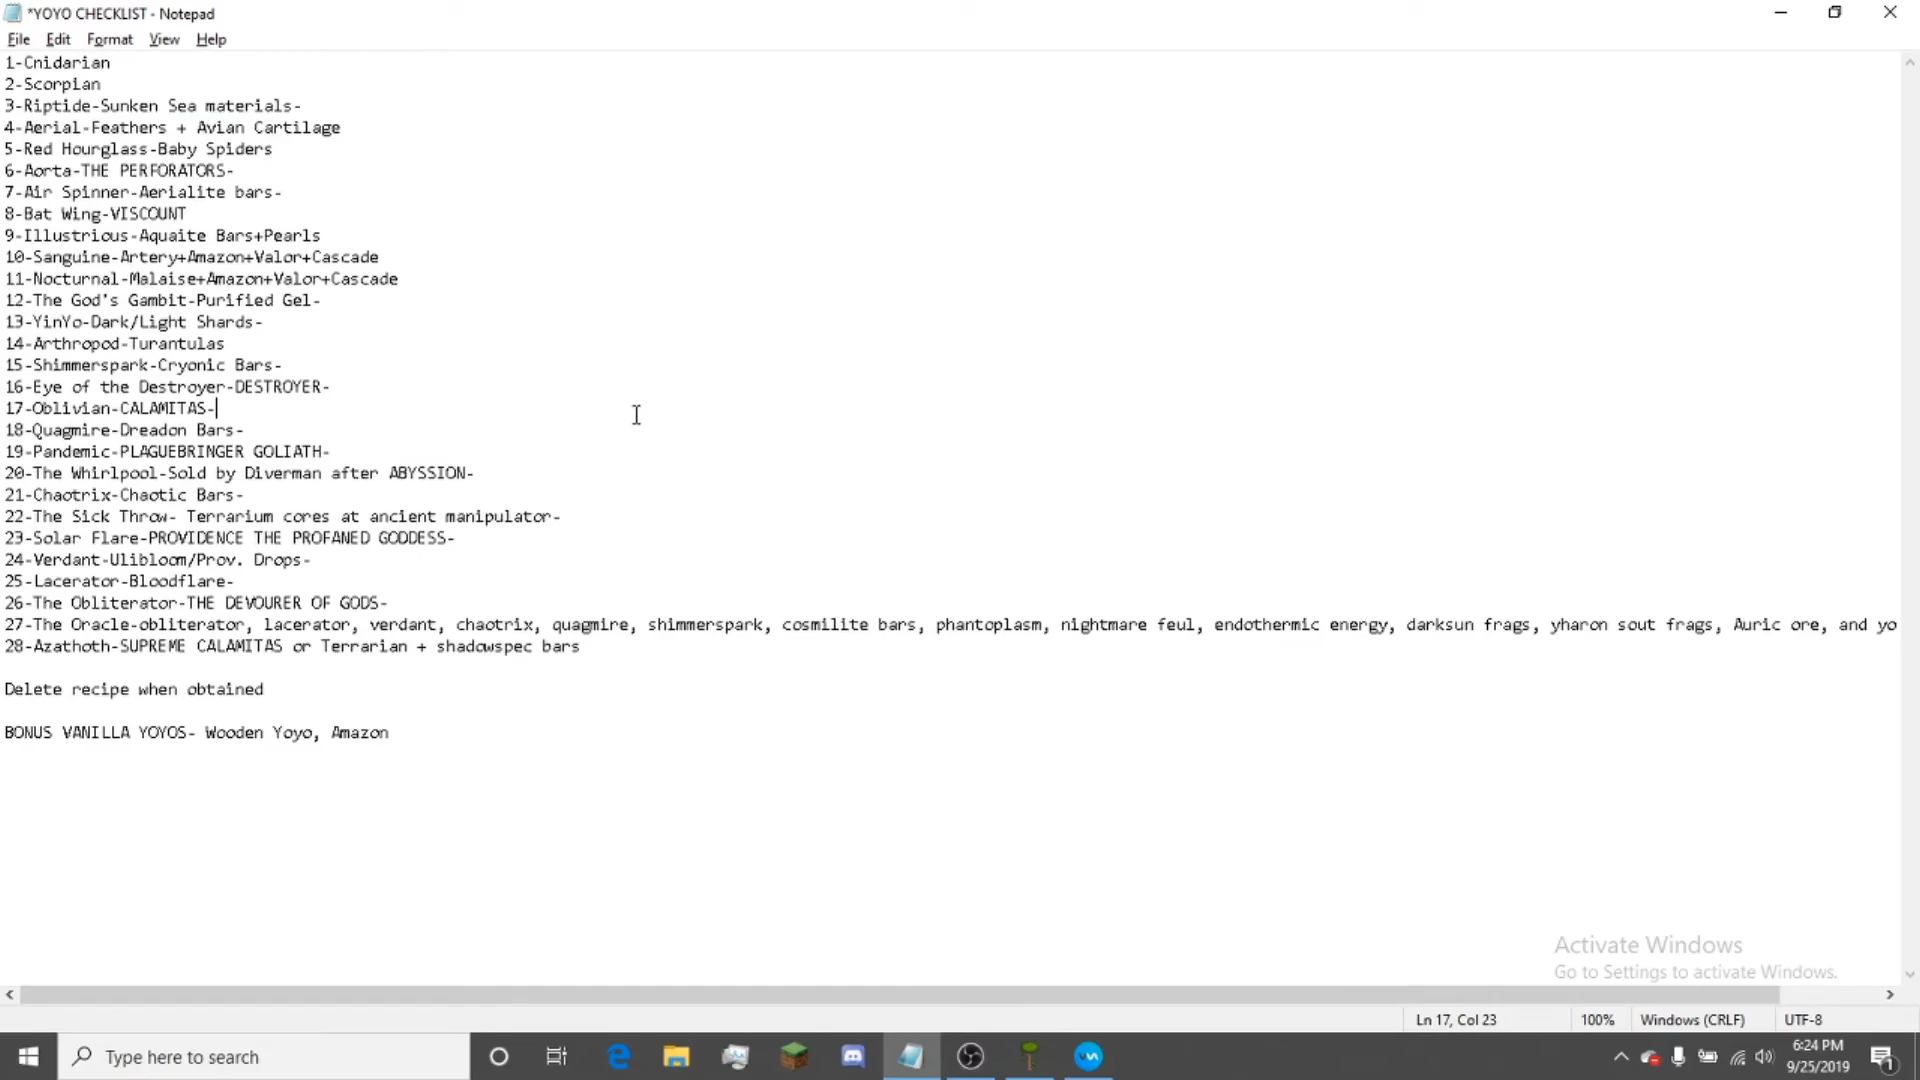 *YOYO CHECKLIST - Notepad
File Edit Format View Help
1-Cnidarian
2-Scorpian
3-Riptide-Sunken Sea materials-
4-Aerial-Feathers + Avian Cartilage
5-Red Hourglass-Baby Spiders
6-Aorta-THE PERFORATORS-
7-Air Spinner-Aerialite bars-
8-Bat Wing-VISCOUNT
9-Illustrious-Aquaite Bars+Pearls
10-Sanguine-Artery+Amazon+Valor+Cascade
11-Nocturnal-Malaise+Amazon+Valor+Cascade
12-The God's Gambit-Purified Gel-
13-YinYo-Dark/Light Shards-
14-Arthropod-Turantulas
15-Shimmerspark-Cryonic Bars-
16-Eye of the Destroyer-DESTROYER-
17-Oblivian-CALAMITAS-
18-Quagmire-Dreadon Bars-
19-Pandemic-PLAGUEBRINGER GOLIATH-
20-The Whirlpool-Sold by Diverman after ABYSSION-
21-Chaotrix-Chaotic Bars-
22-The Sick Throw- Terrarium cores at ancient manipulator-
23-Solar Flare-PROVIDENCE THE PROFANED GODDESS-
24-Verdant-Ulibloom/Prov. Drops-
25-Lacerator-Bloodflare-
26-The Obliterator-THE DEVOURER OF GODS-
27-The Oracle-obliterator, lacerator, verdant, chaotrix, quagmire, shimmerspark, cosmilite bars, phantoplasm, nightmare feul, endothermic energy, darksun frags, yharon sout frags, Auric ore, and yo
28-Azathoth-SUPREME CALAMITAS or Terrarian + shadowspec bars
Delete recipe when obtained
BONUS VANILLA YOYOS- Wooden Yoyo, Amazon
Activate Windows
Go to Settings to activate Windows.
Ln 17, Col 23 100% Windows (CRLF) UTF-8
Type here to search
6:24 PM
9/25/2019
1